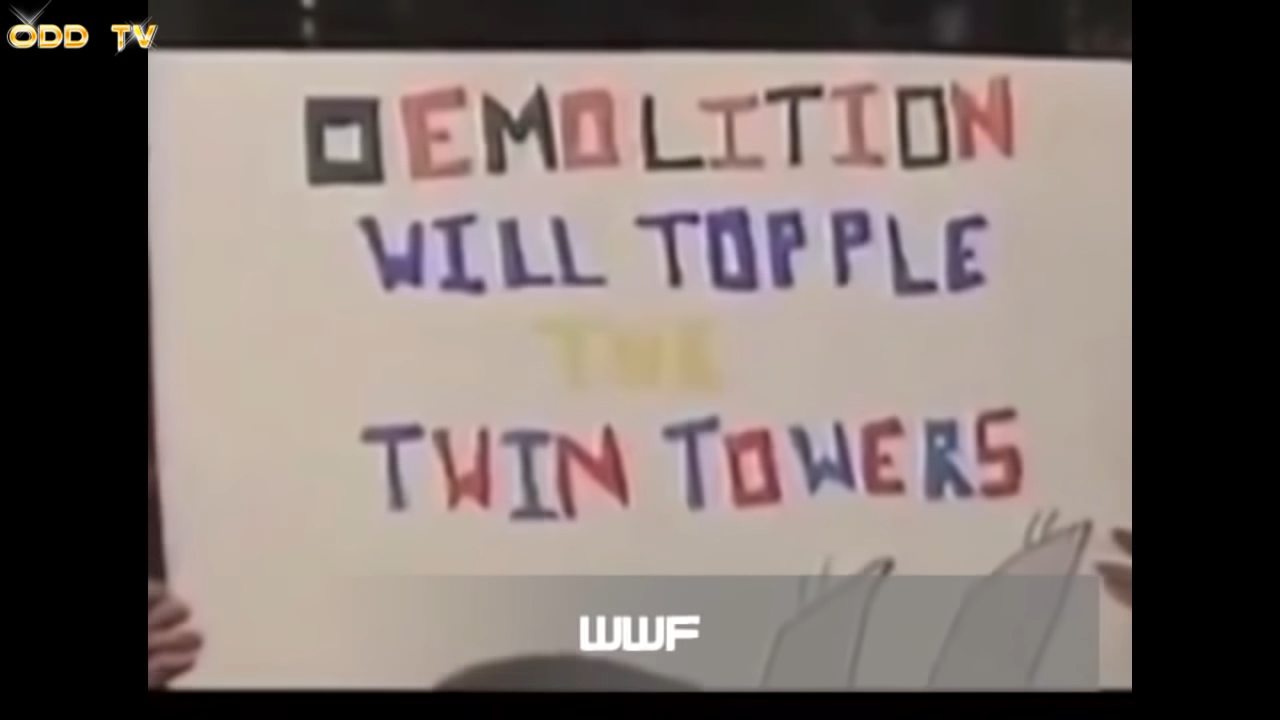 ODD TV
DEMOLITION
WILL TOPPLE
THE
TWIN TOWERS
WWF